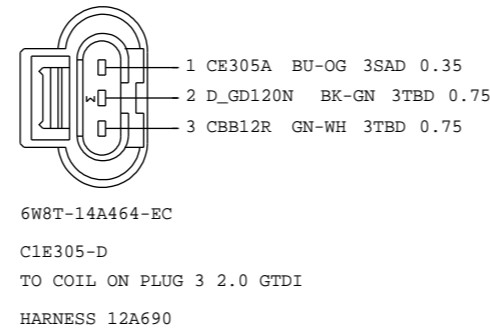 1 CE305A BU-OG 3SAD 0.35
2 D_GD120N BK-GN 3TBD 0.75
3 CBB12R GN-WH 3TBD 0.75
6W8T-14A464-EC
C1E305-D
TO COIL ON PLUG 3 2.0 GTDI
HARNESS 12A690